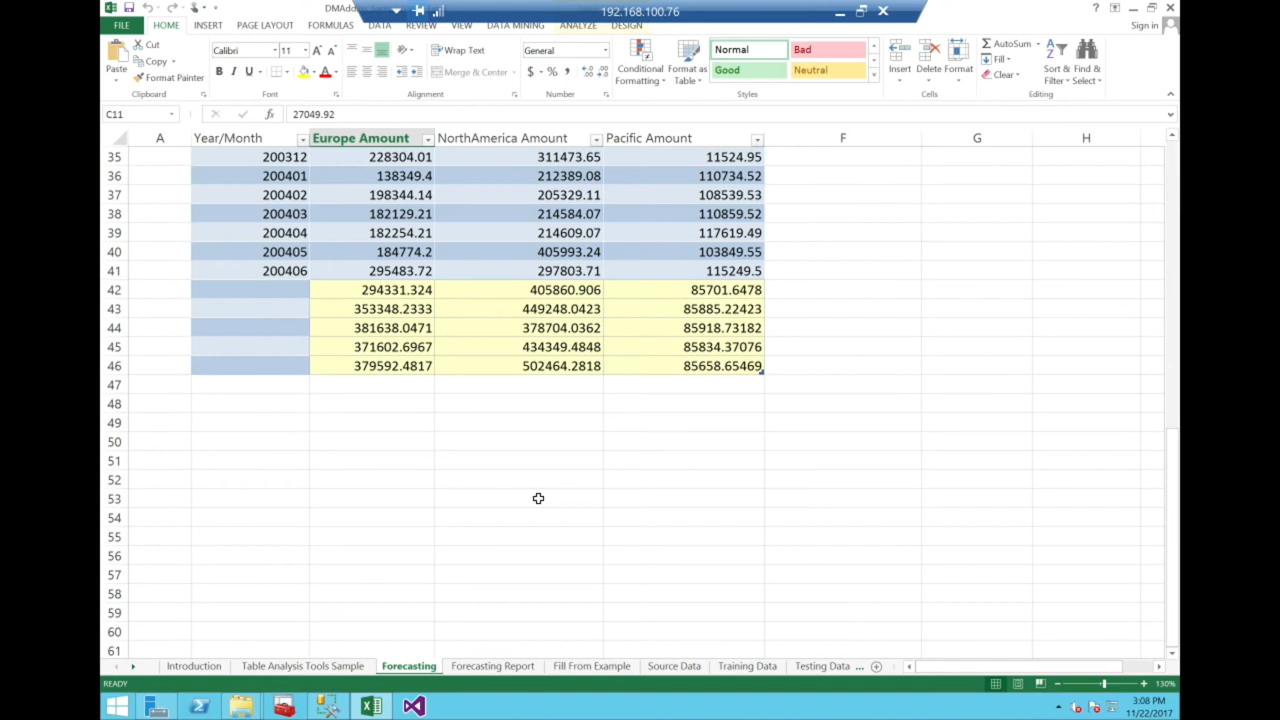 DMAddi
192.168.100.76
FILE HOME INSERT PAGE LAYOUT FORMULAS DATA REVIEW VIEW DATA MINING ANALYZE DESIGN Sign in
Cut
Copy
Format Painter
Paste
Calibri 11
B I U
Wrap Text
Merge & Center
General
$ % ,
Conditional Formatting
Format as Table
Normal Bad
Good Neutral
Insert Delete Format
AutoSum
Fill
Clear
Sort & Filter
Find & Select
Clipboard Font Alignment Number Styles Cells Editing
C11 fx 27049.92
A Year/Month Europe Amount NorthAmerica Amount Pacific Amount F G H
35 200312 228304.01 311473.65 11524.95
36 200401 138349.4 212389.08 110734.52
37 200402 198344.14 205329.11 108539.53
38 200403 182129.21 214584.07 110859.52
39 200404 182254.21 214609.07 117619.49
40 200405 184774.2 405993.24 103849.55
41 200406 295483.72 297803.71 115249.5
42 294331.324 405860.906 85701.6478
43 353348.2333 449248.0423 85885.22423
44 381638.0471 378704.0362 85918.73182
45 371602.6967 434349.4848 85834.37076
46 379592.4817 502464.2818 85658.65469
47
48
49
50
51
52
53
54
55
56
57
58
59
60
61
Introduction Table Analysis Tools Sample Forecasting Forecasting Report Fill From Example Source Data Training Data Testing Data ...
READY 130%
3:08 PM
11/22/2017